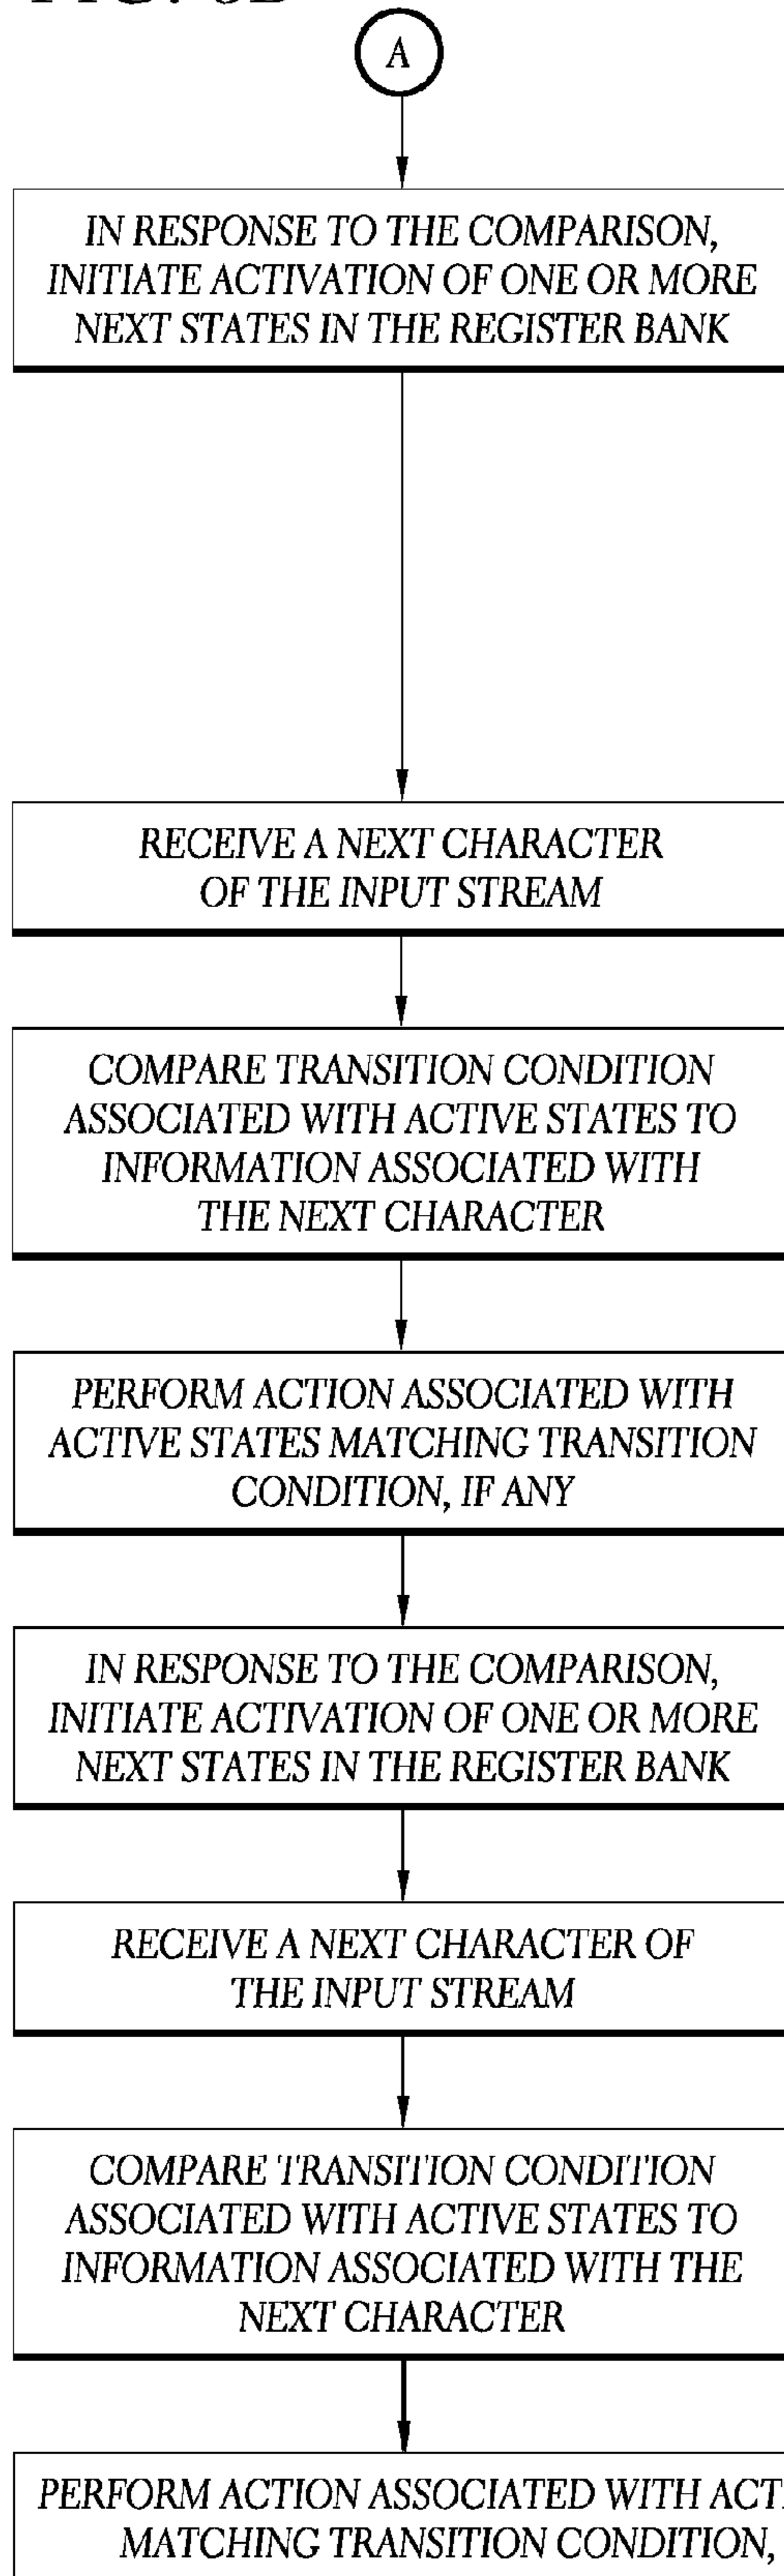 A
IN RESPONSE TO THE COMPARISON,
INITIATE ACTIVATION OF ONE OR MORE
NEXT STATES IN THE REGISTER BANK
RECEIVE A NEXT CHARACTER
OF THE INPUT STREAM
COMPARE TRANSITION CONDITION
ASSOCIATED WITH ACTIVE STATES TO
INFORMATION ASSOCIATED WITH
THE NEXT CHARACTER
PERFORM ACTION ASSOCIATED WITH
ACTIVE STATES MATCHING TRANSITION
CONDITION, IF ANY
IN RESPONSE TO THE COMPARISON,
INITIATE ACTIVATION OF ONE OR MORE
NEXT STATES IN THE REGISTER BANK
RECEIVE A NEXT CHARACTER OF
THE INPUT STREAM
COMPARE TRANSITION CONDITION
ASSOCIATED WITH ACTIVE STATES TO
INFORMATION ASSOCIATED WITH THE
NEXT CHARACTER
PERFORM ACTION ASSOCIATED WITH
MATCHING TRANSITION CONDITION,